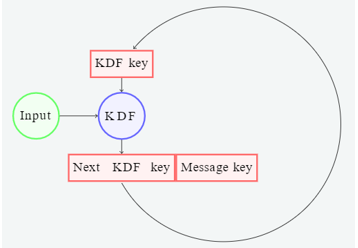 KDF key
Input
KDF
Next KDF key
Message key